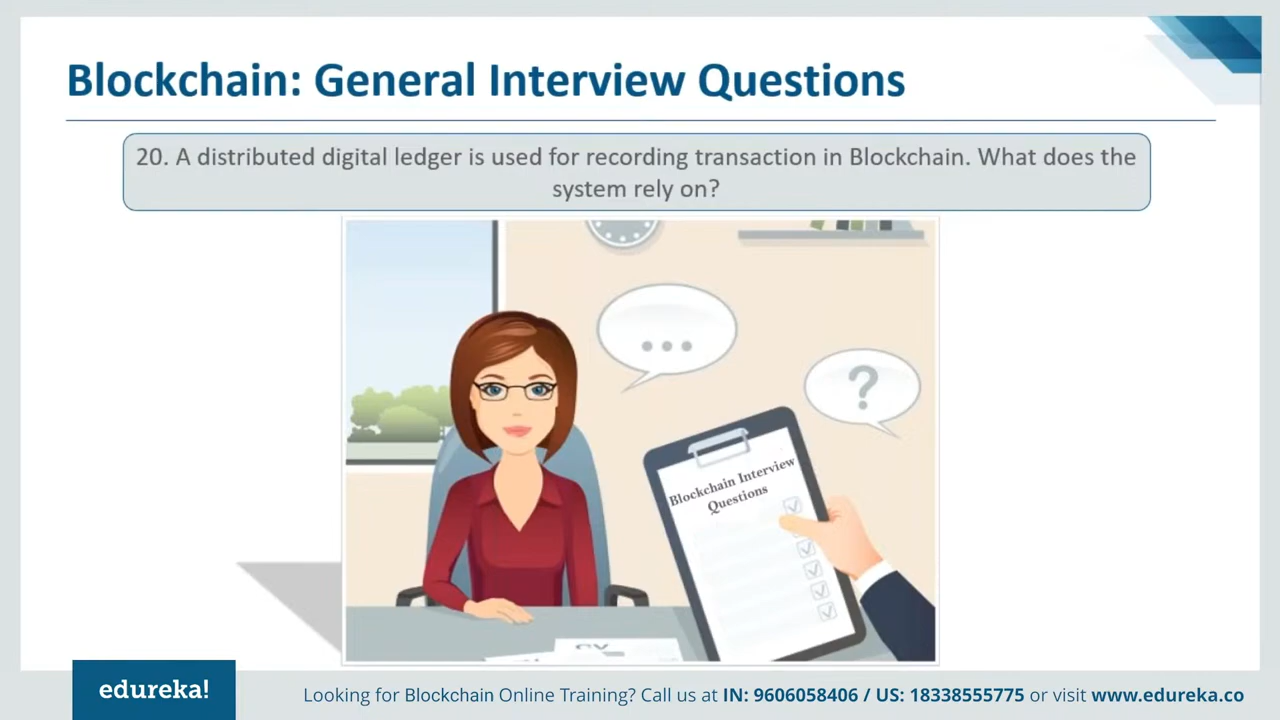 Blockchain: General Interview Questions
20. A distributed digital ledger is used for recording transaction in Blockchain. What does the
system rely on?
?
Blockchain Interview
Questions
CV
edureka!
Looking for Blockchain Online Training? Call us at IN: 9606058406 / US: 18338555775 or visit www.edureka.co